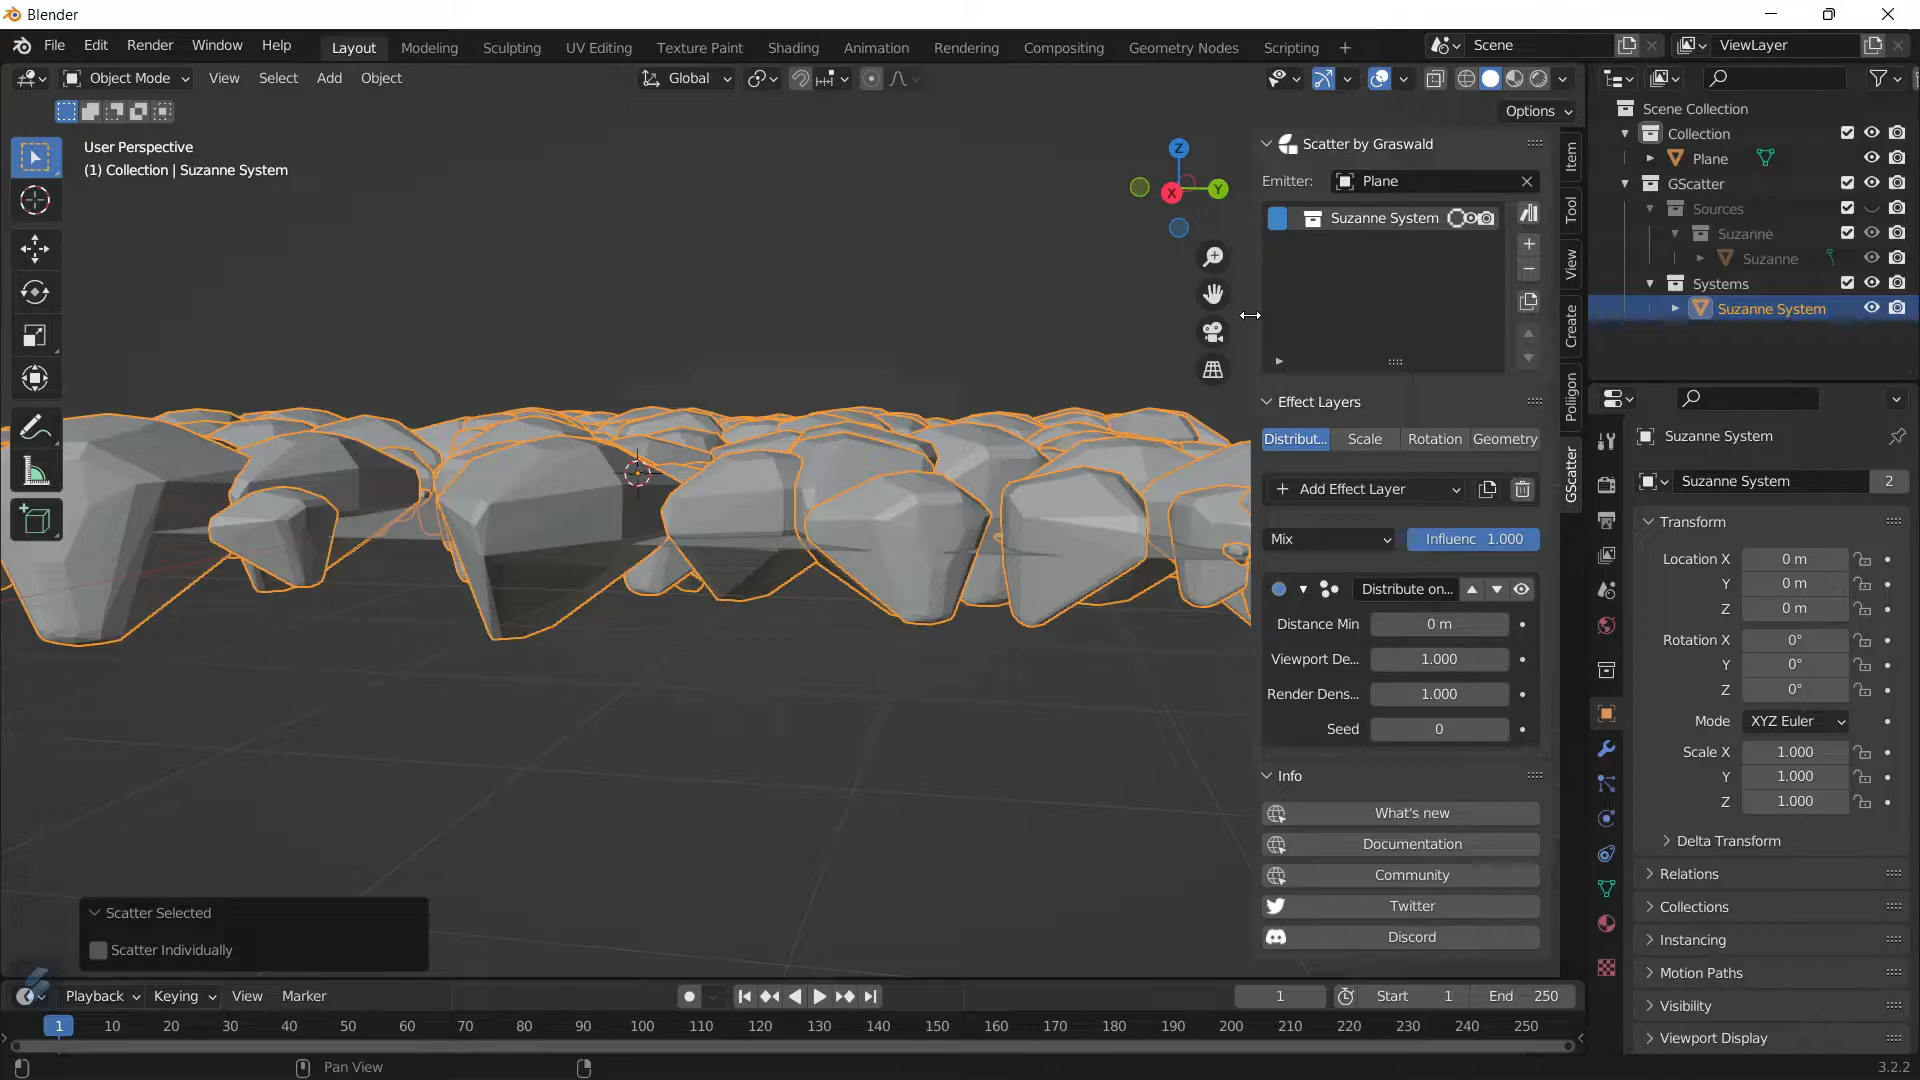 Blender
File Edit Render Window Help
Layout Modeling Sculpting UV Editing Texture Paint Shading Animation Rendering Compositing Geometry Nodes Scripting +
Scene
ViewLayer
Object Mode View Select Add Object
Global
Options
User Perspective
(1) Collection | Suzanne System
Z
Y
X
Scatter by Graswald
Emitter: Plane
Suzanne System
Effect Layers
Distribut... Scale Rotation Geometry
Add Effect Layer
Mix Influenc 1.000
Distribute on...
Distance Min 0 m
Viewport De... 1.000
Render Dens... 1.000
Seed 0
Info
What's new
Documentation
Community
Twitter
Discord
Item
Tool
View
Create
Poliigon
GScatter
Scene Collection
Collection
Plane
GScatter
Sources
Suzanne
Suzanne
Systems
Suzanne System
Suzanne System
Suzanne System 2
Transform
Location X 0 m
Y 0 m
Z 0 m
Rotation X 0°
Y 0°
Z 0°
Mode XYZ Euler
Scale X 1.000
Y 1.000
Z 1.000
Delta Transform
Relations
Collections
Instancing
Motion Paths
Visibility
Viewport Display
Scatter Selected
Scatter Individually
Playback Keying View Marker
1 Start 1 End 250
1 10 20 30 40 50 60 70 80 90 100 110 120 130 140 150 160 170 180 190 200 210 220 230 240 250
Pan View
3.2.2